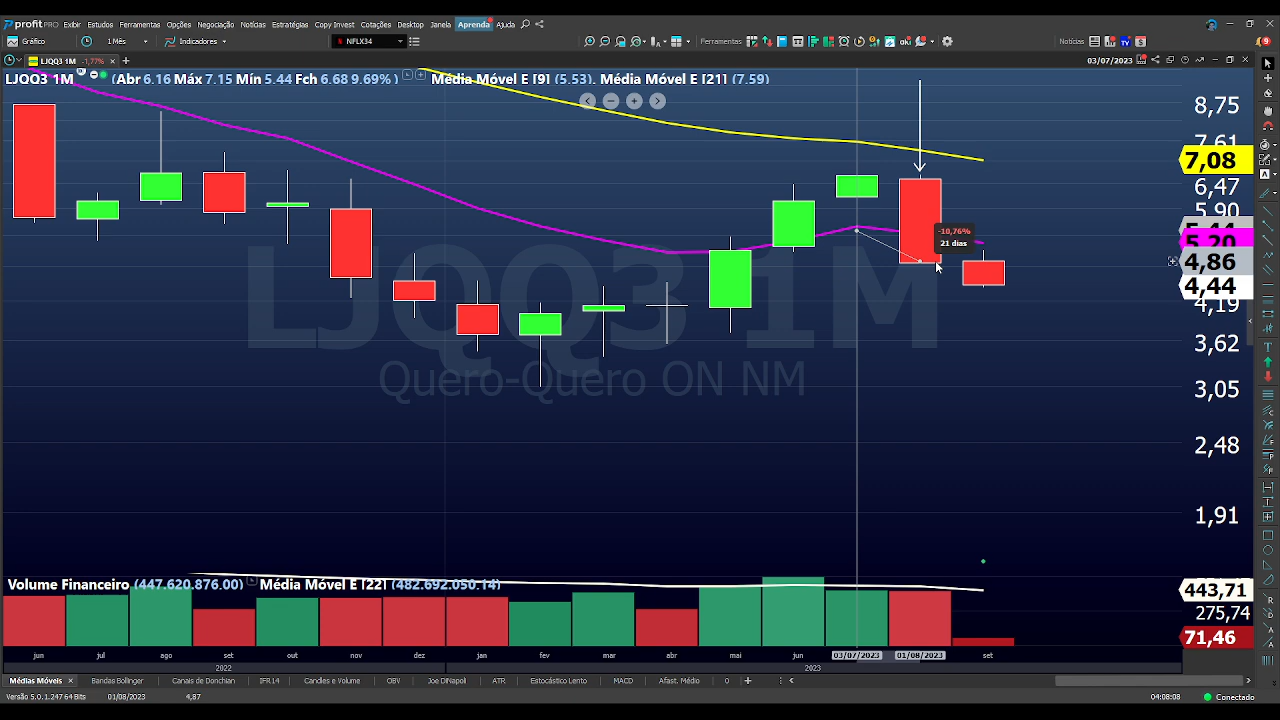 profit PRO Exibir Estudos Ferramentas Opções Negociação Notícias Estratégias Copy Invest Cotações Desktop Janela Aprenda Ajuda
Gráfico 1 Mês Indicadores NFLX34 Ferramentas Notícias
LJQQ3 1M -1,77% 03/07/2023
LJQQ3 1M (Abr 6.16 Máx 7.15 Mín 5.44 Fch 6.68 9.69%) Média Móvel E [9] (5.53), Média Móvel E [21] (7.59)
8,75
7,61
7,08
6,47
5,90
5,44
5,20
4,86
4,44
4,19
3,62
3,05
2,48
1,91
-10,76%
21 dias
LJQQ3 1M
Quero-Quero ON NM
Volume Financeiro (447.620.876.00) Média Móvel E [22] (482.692.050.14)
443,71
275,74
71,46
jun jul ago set out nov dez jan fev mar abr mai jun 03/07/2023 01/08/2023 set
2022 2023
Médias Móveis Bandas Bolinger Canais de Donchian IFR14 Candles e Volume OBV Joe DiNapoli ATR Estocástico Lento MACD Afast. Médio 0
Versão 5.0.1.247 64 Bits 01/08/2023 4,87 04:08:08 Conectado